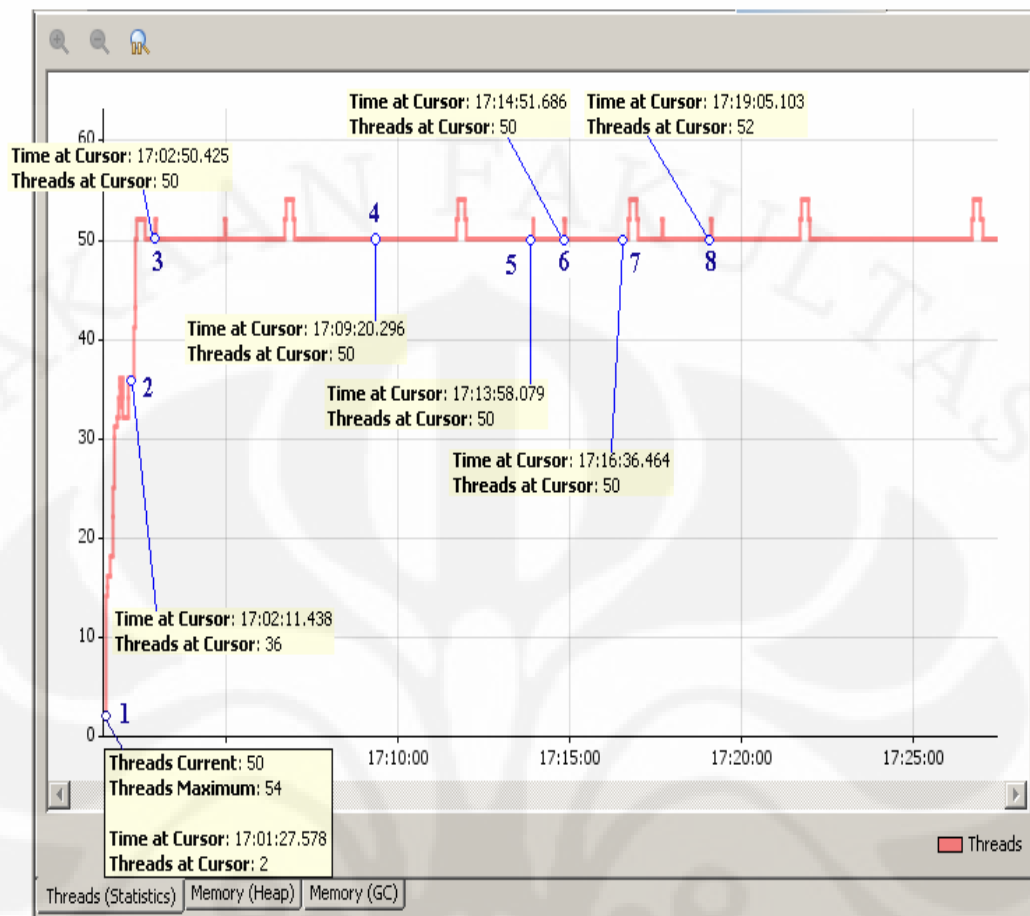 Time at Cursor: 17:14:51.686
Threads at Cursor: 50
Time at Cursor: 17:19:05.103
Threads at Cursor: 52
60
Time at Cursor: 17:02:50.425
Threads at Cursor: 50
4
50
3
5
6
7
8
Time at Cursor: 17:09:20.296
Threads at Cursor: 50
40
2
Time at Cursor: 17:13:58.079
Threads at Cursor: 50
30
Time at Cursor: 17:16:36.464
Threads at Cursor: 50
20
Time at Cursor: 17:02:11.438
Threads at Cursor: 36
10
1
0
17:10:00
17:15:00
17:20:00
17:25:00
Threads Current: 50
Threads Maximum: 54
Time at Cursor: 17:01:27.578
Threads at Cursor: 2
Threads
Threads (Statistics)
Memory (Heap)
Memory (GC)
AKAAN FAKULTAS